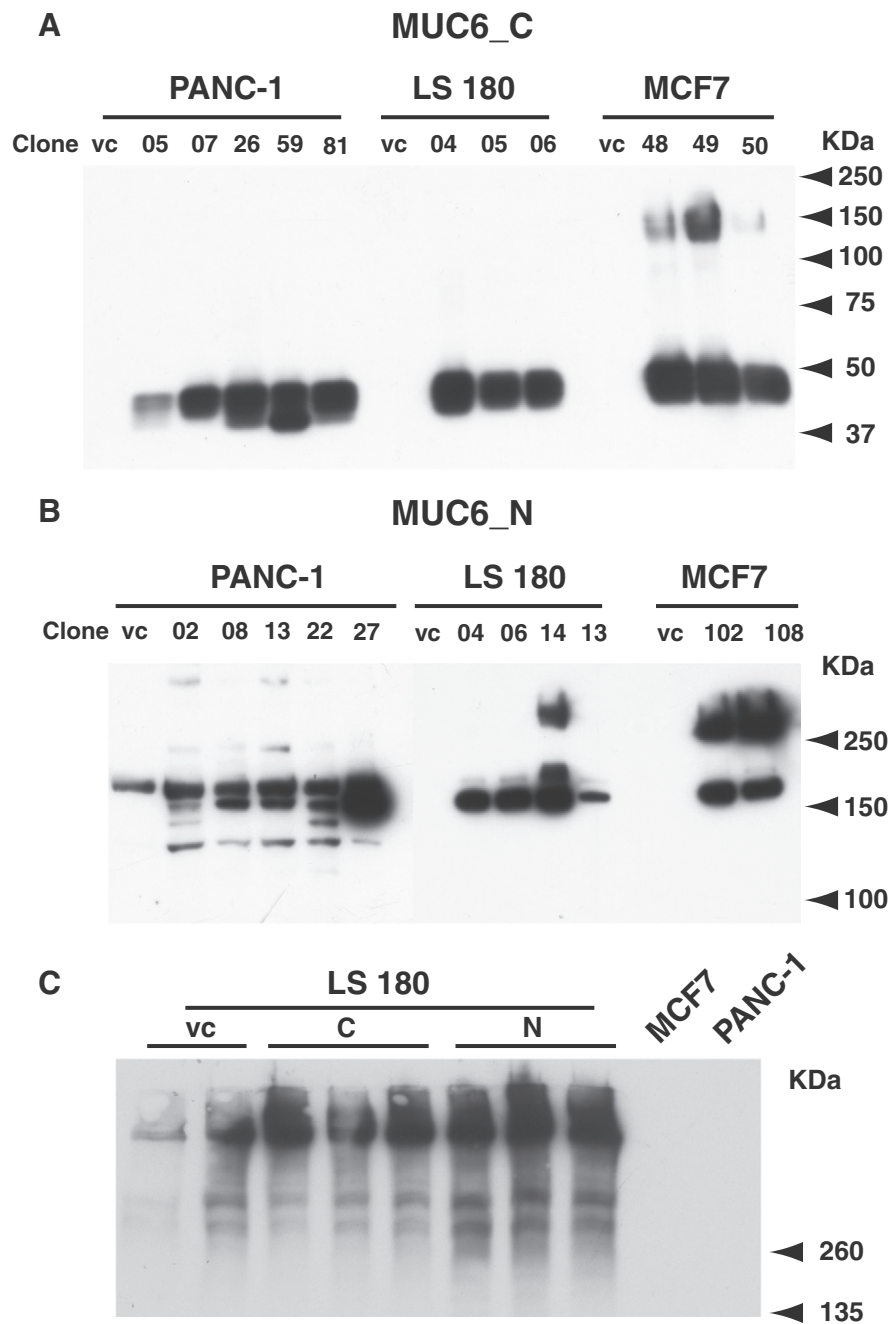 A MUC6_C
PANC-1 LS 180 MCF7
Clone vc 05 07 26 59 81 vc 04 05 06 vc 48 49 50 KDa
250
150
100
75
50
37
B MUC6_N
PANC-1 LS 180 MCF7
Clone vc 02 08 13 22 27 vc 04 06 14 13 vc 102 108
KDa
250
150
100
C LS 180 MCF7 PANC-1
vc C N
KDa
260
135